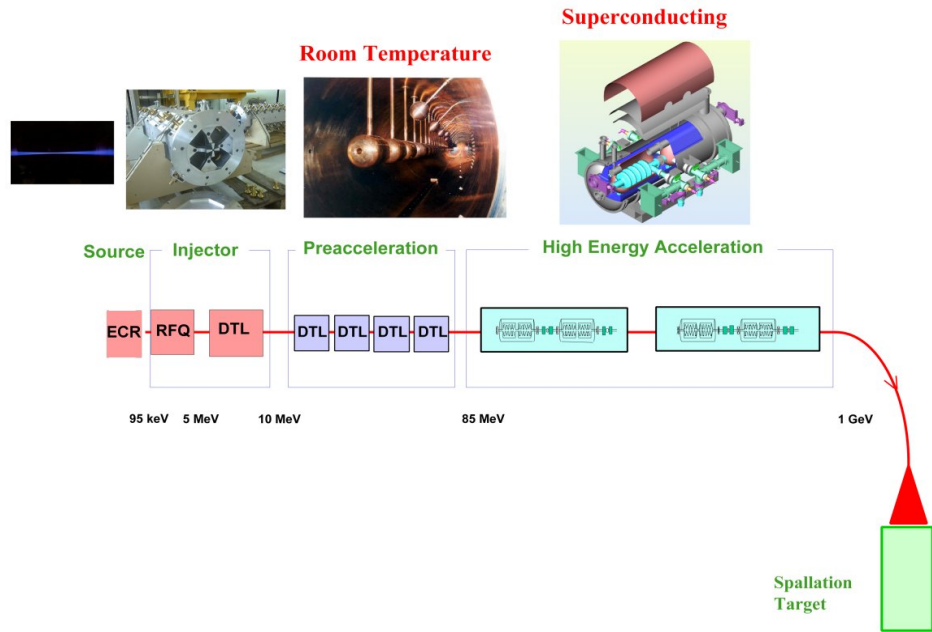 Superconducting
Room Temperature
Source
Injector
Preacceleration
High Energy Acceleration
ECR
RFQ
DTL
DTL
DTL
DTL
DTL
95 keV
5 MeV
10 MeV
85 MeV
1 GeV
Spallation
Target